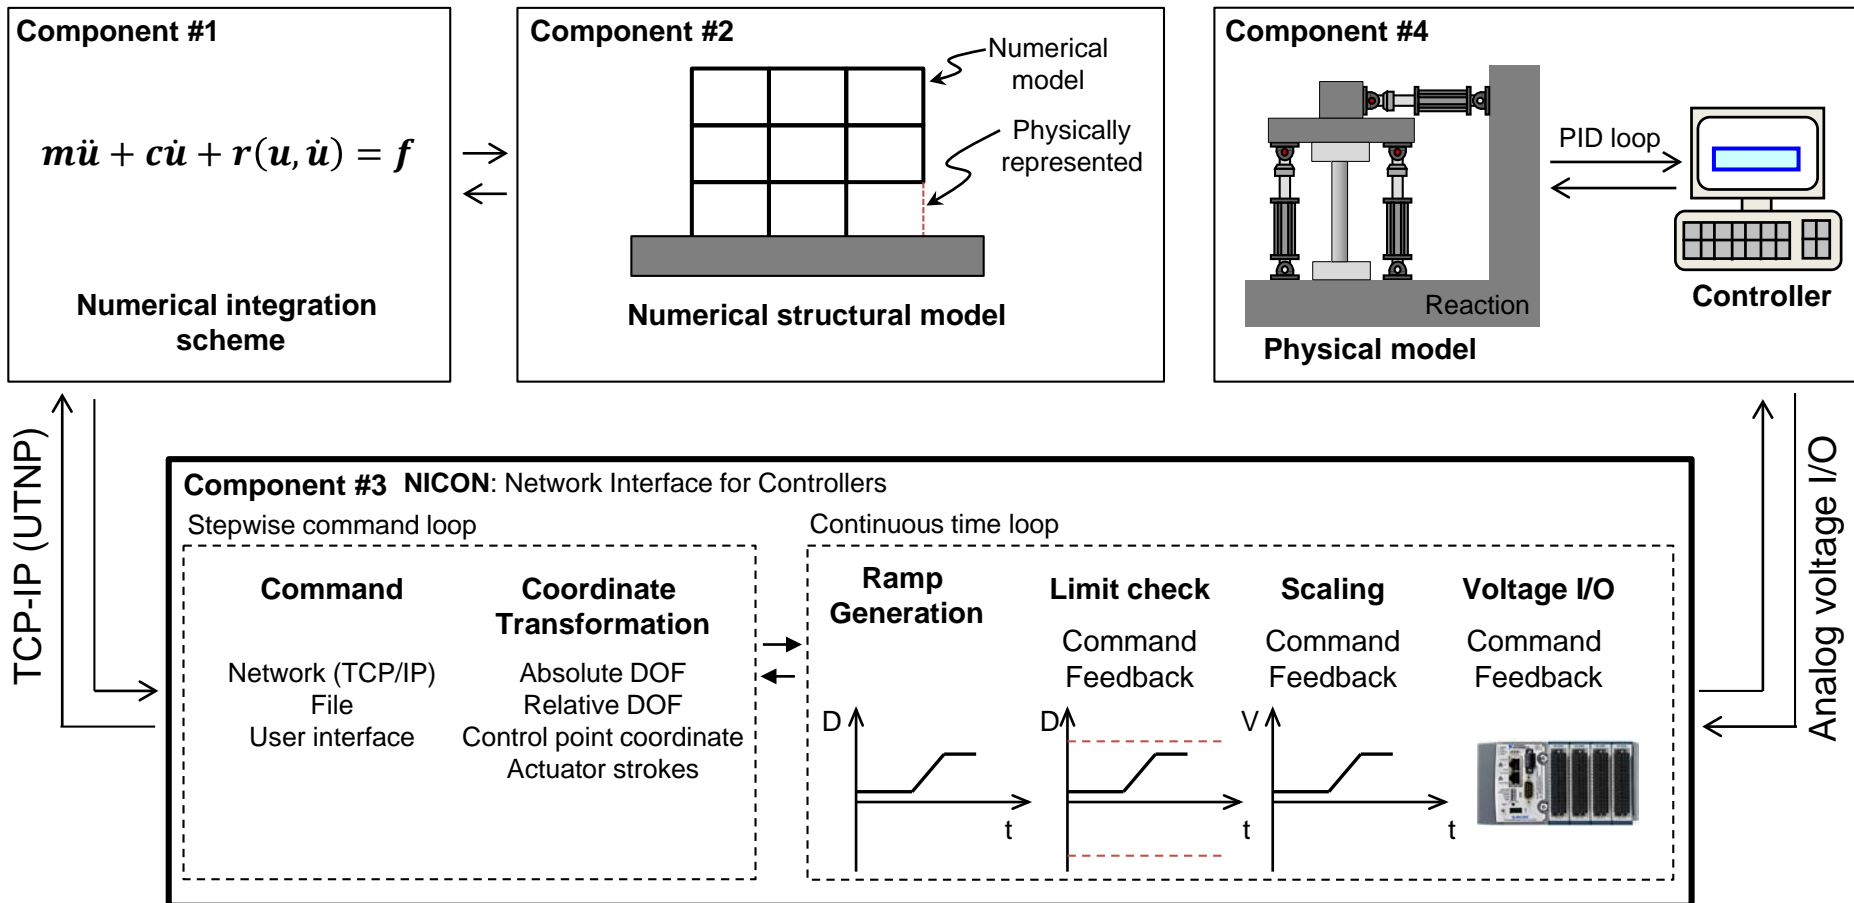 Component #1
mü + cu̇ + r(u, u̇) = f
Numerical integration
scheme
Component #2
Numerical
model
Physically
represented
Numerical structural model
Component #4
PID loop
Reaction
Physical model
Controller
TCP-IP (UTNP)
Analog voltage I/O
Component #3 NICON: Network Interface for Controllers
Stepwise command loop
Command
Network (TCP/IP)
File
User interface
Coordinate
Transformation
Absolute DOF
Relative DOF
Control point coordinate
Actuator strokes
Continuous time loop
Ramp
Generation
D
t
Limit check
Command
Feedback
D
t
Scaling
Command
Feedback
V
t
Voltage I/O
Command
Feedback